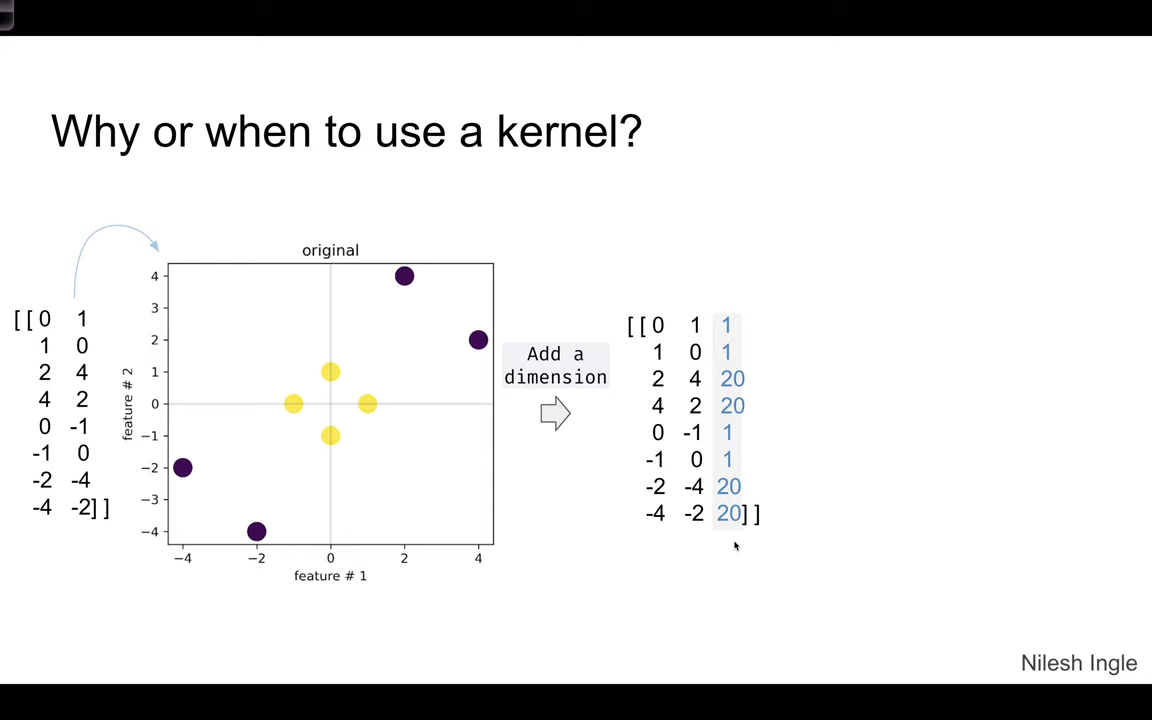 Why or when to use a kernel?
[ [ 0 1
1 0
2 4
4 2
0 -1
-1 0
-2 -4
-4 -2] ]
original
feature # 2
4
3
2
1
0
−1
−2
−3
−4
−4 −2 0 2 4
feature # 1
Add a
dimension
[ [ 0 1 1
1 0 1
2 4 20
4 2 20
0 -1 1
-1 0 1
-2 -4 20
-4 -2 20] ]
Nilesh Ingle